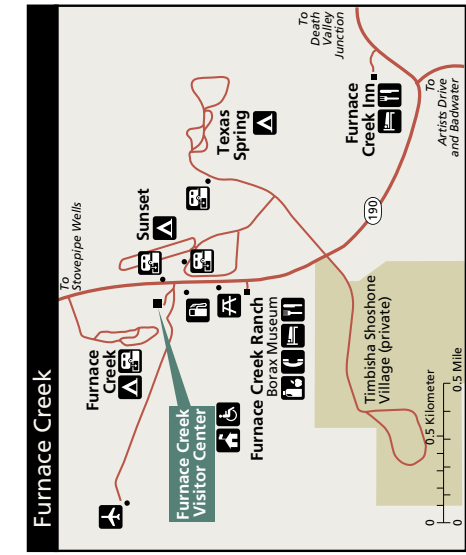 Furnace Creek
To
Stovepipe Wells
To
Death
Valley
Junction
Furnace
Creek
Sunset
Texas
Spring
Furnace
Creek Inn
To
Artists Drive
and Badwater
190
Furnace Creek
Visitor Center
Furnace Creek Ranch
Borax Museum
Timbisha Shoshone
Village (private)
0 0.5 Kilometer
0 0.5 Mile